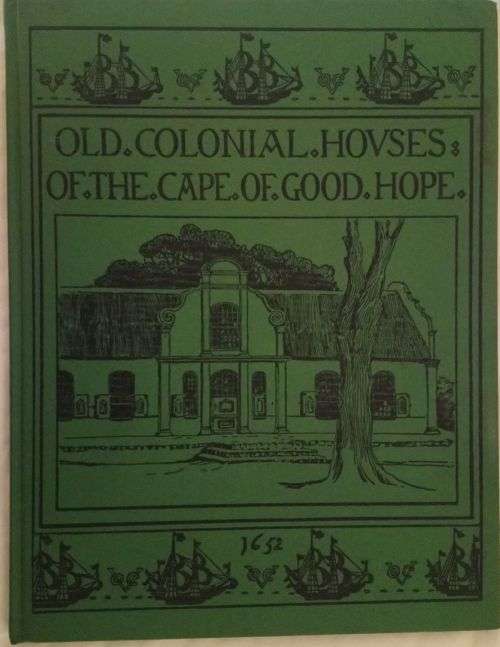 OLD. COLONIAL. HOVSES:
OF. THE. CAPE. OF. GOOD. HOPE.
1652